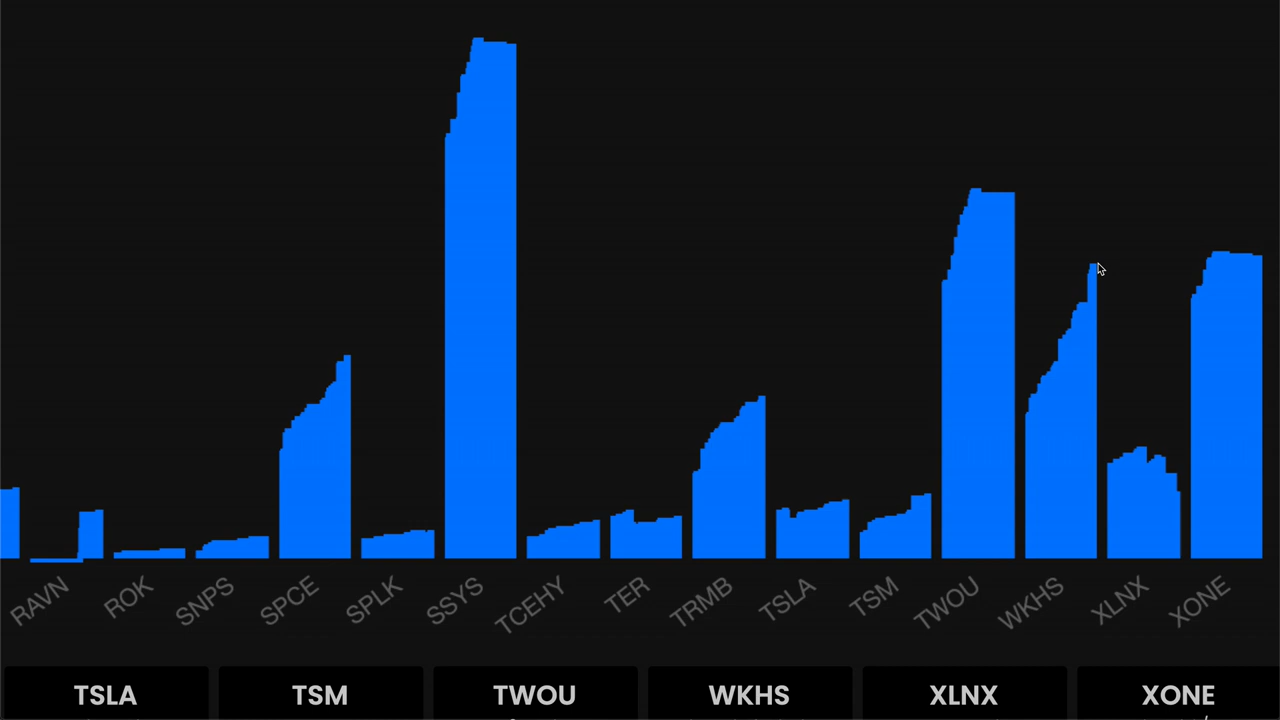 RAVN ROK SNPS SPCE SPLK SSYS TCEHY TER TRMB TSLA TSM TWOU WKHS XLNX XONE
TSLA TSM TWOU WKHS XLNX XONE